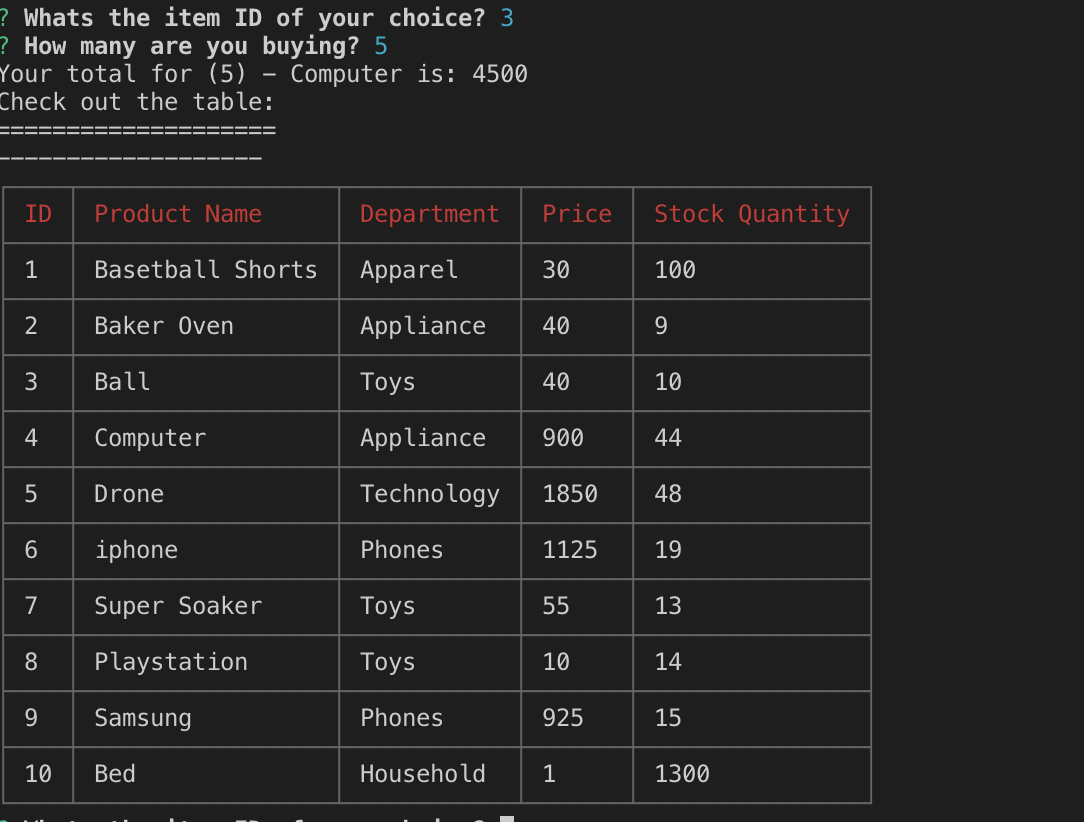 ? Whats the item ID of your choice? 3
? How many are you buying? 5
Your total for (5) – Computer is: 4500
Check out the table:
====================
-------------------
ID Product Name Department Price Stock Quantity
1 Basetball Shorts Apparel 30 100
2 Baker Oven Appliance 40 9
3 Ball Toys 40 10
4 Computer Appliance 900 44
5 Drone Technology 1850 48
6 iphone Phones 1125 19
7 Super Soaker Toys 55 13
8 Playstation Toys 10 14
9 Samsung Phones 925 15
10 Bed Household 1 1300